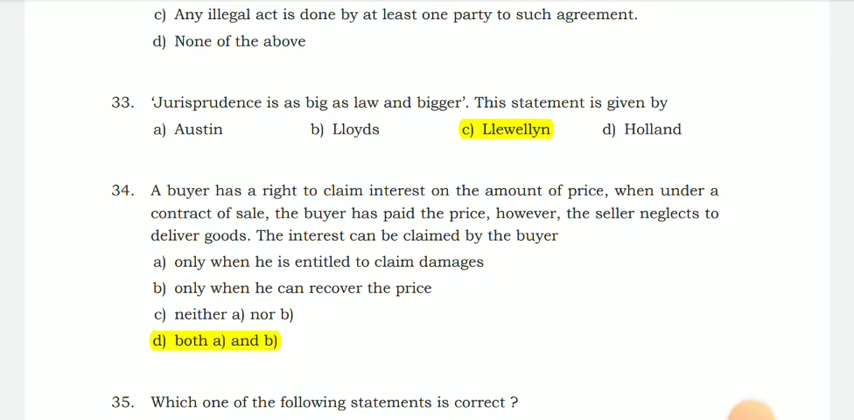 c) Any illegal act is done by at least one party to such agreement.
d) None of the above
33. ‘Jurisprudence is as big as law and bigger’. This statement is given by
a) Austin b) Lloyds c) Llewellyn d) Holland
34. A buyer has a right to claim interest on the amount of price, when under a
contract of sale, the buyer has paid the price, however, the seller neglects to
deliver goods. The interest can be claimed by the buyer
a) only when he is entitled to claim damages
b) only when he can recover the price
c) neither a) nor b)
d) both a) and b)
35. Which one of the following statements is correct ?